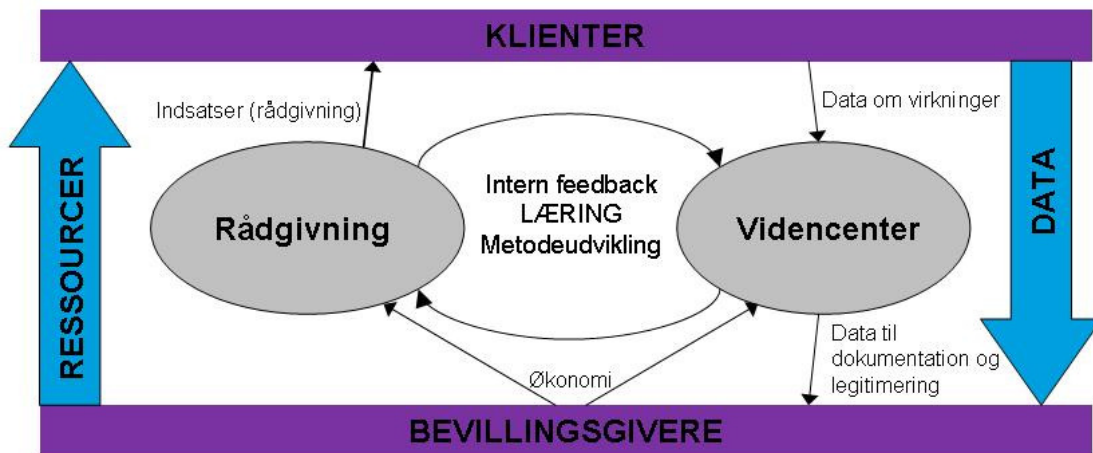 KLIENTER
RESSOURCER
Indsatser (rådgivning)
Data om virkninger
DATA
Rådgivning
Intern feedback
LÆRING
Metodeudvikling
Videncenter
Økonomi
Data til
dokumentation og
legitimering
BEVILLINGSGIVERE